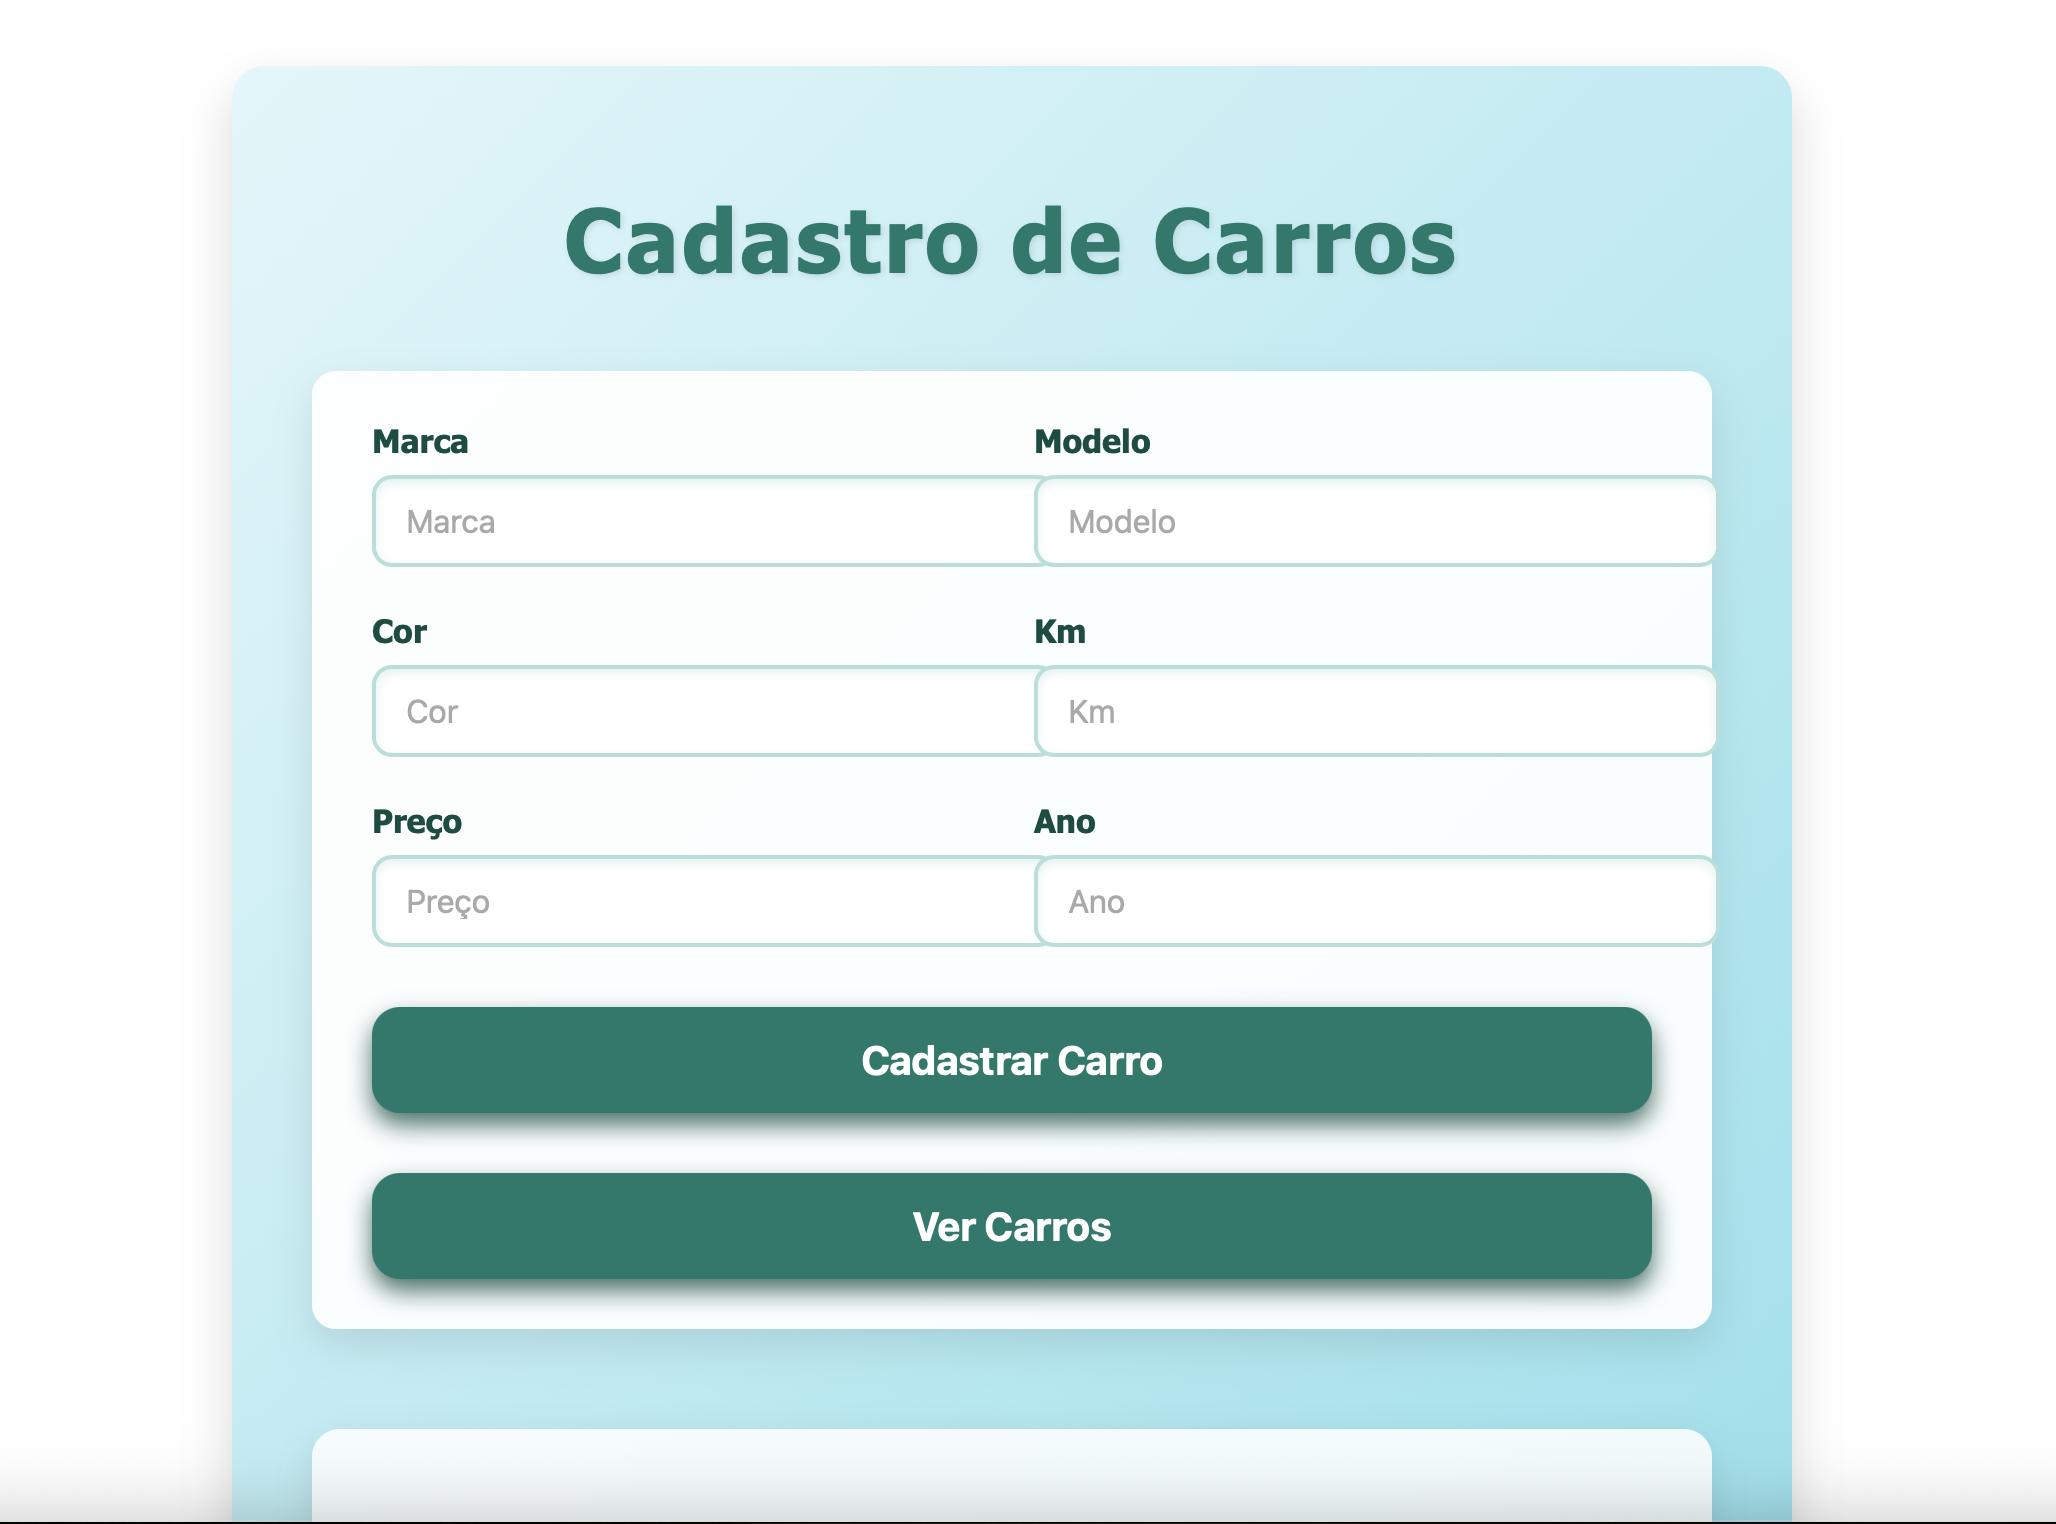 Cadastro de Carros
Marca
Modelo
Marca
Modelo
Cor
Km
Cor
Km
Preço
Ano
Preço
Ano
Cadastrar Carro
Ver Carros